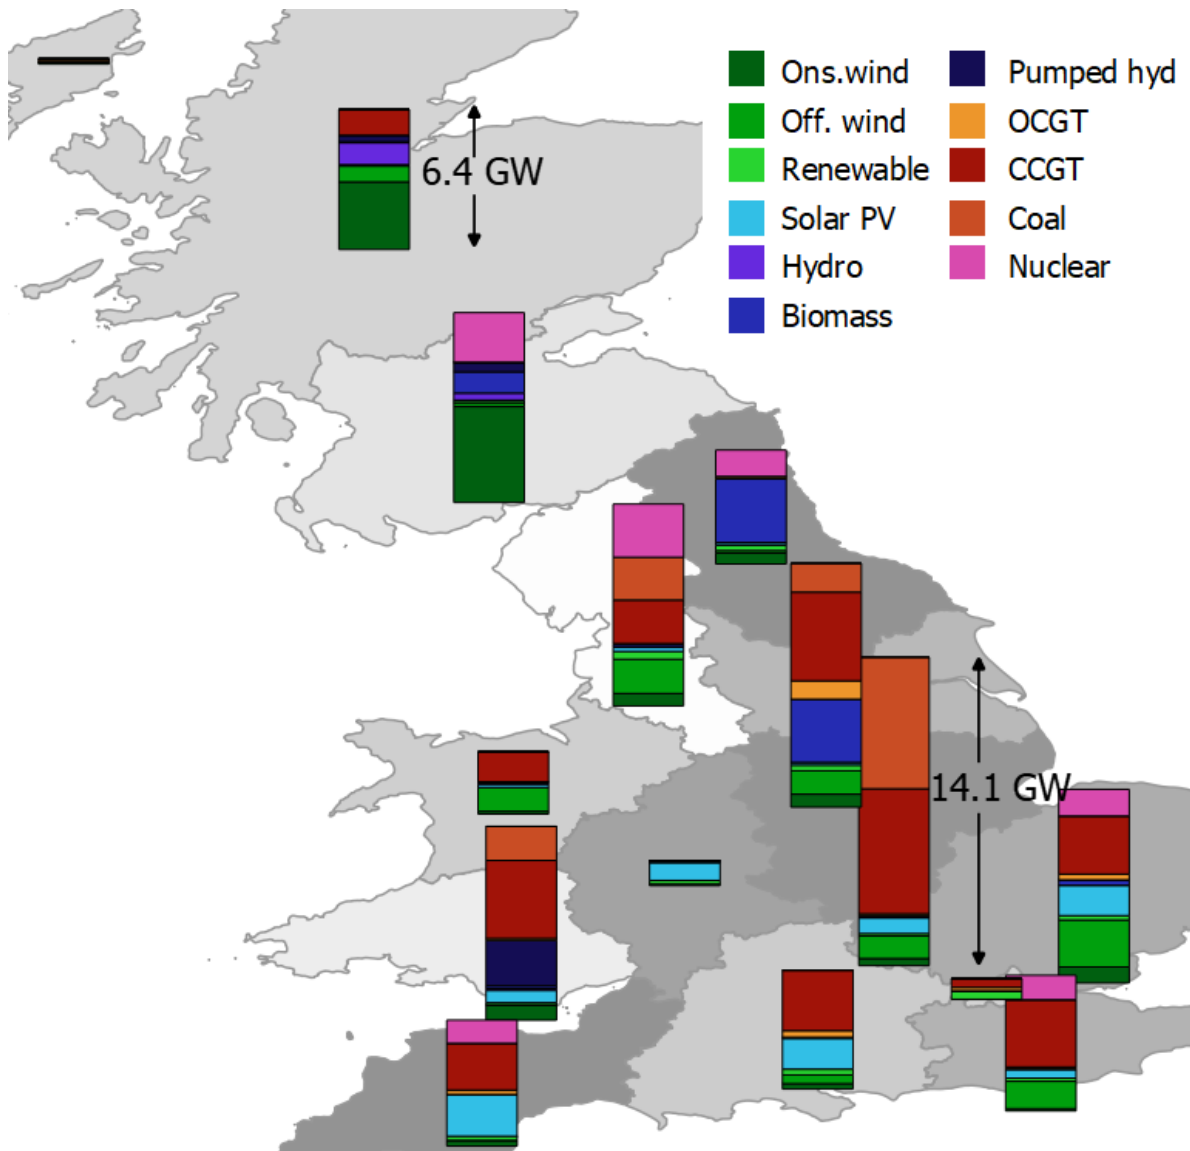 Ons.wind
Off. wind
Renewable
Solar PV
Hydro
Biomass
Pumped hyd
OCGT
CCGT
Coal
Nuclear
6.4 GW
14.1 GW